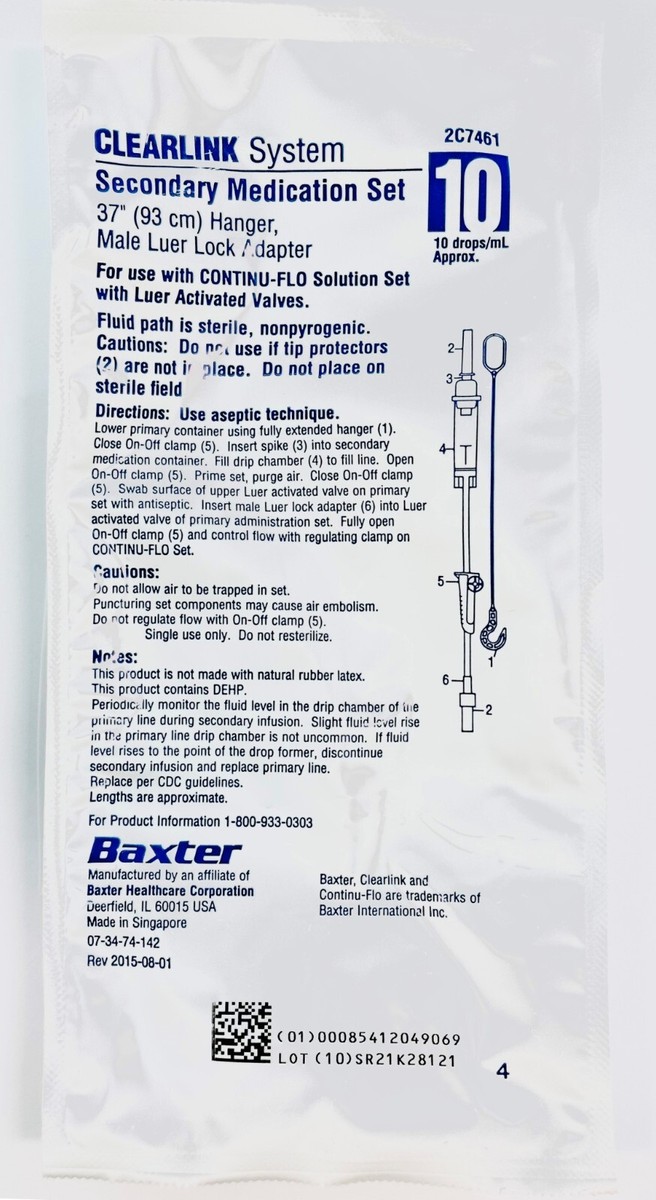 2C7461
CLEARLINK System
Secondary Medication Set
37" (93 cm) Hanger,
Male Luer Lock Adapter
10
10 drops/mL
Approx.
For use with CONTINU-FLO Solution Set
with Luer Activated Valves.
Fluid path is sterile, nonpyrogenic.
Cautions: Do not use if tip protectors
(2) are not in place. Do not place on
sterile field
Directions: Use aseptic technique.
Lower primary container using fully extended hanger (1).
Close On-Off clamp (5). Insert spike (3) into secondary
medication container. Fill drip chamber (4) to fill line. Open
On-Off clamp (5). Prime set, purge air. Close On-Off clamp
(5). Swab surface of upper Luer activated valve on primary
set with antiseptic. Insert male Luer lock adapter (6) into Luer
activated valve of primary administration set. Fully open
On-Off clamp (5) and control flow with regulating clamp on
CONTINU-FLO Set.
Cautions:
Do not allow air to be trapped in set.
Puncturing set components may cause air embolism.
Do not regulate flow with On-Off clamp (5).
Single use only. Do not resterilize.
Notes:
This product is not made with natural rubber latex.
This product contains DEHP.
Periodically monitor the fluid level in the drip chamber of the
primary line during secondary infusion. Slight fluid level rise
in the primary line drip chamber is not uncommon. If fluid
level rises to the point of the drop former, discontinue
secondary infusion and replace primary line.
Replace per CDC guidelines.
Lengths are approximate.
For Product Information 1-800-933-0303
2
3
4
5
1
6
2
Baxter
Manufactured by an affiliate of
Baxter Healthcare Corporation
Deerfield, IL 60015 USA
Made in Singapore
07-34-74-142
Rev 2015-08-01
Baxter, Clearlink and
Continu-Flo are trademarks of
Baxter International Inc.
(01)00085412049069
LOT (10)SR21K28121
4